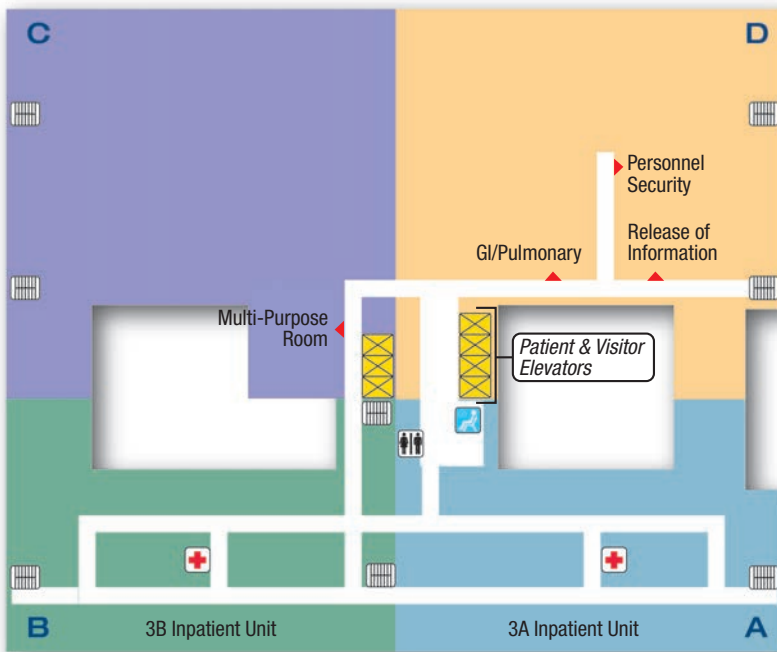 C
D
Personnel
Security
GI/Pulmonary
Release of
Information
Multi-Purpose
Room
Patient & Visitor
Elevators
B
3B Inpatient Unit
3A Inpatient Unit
A